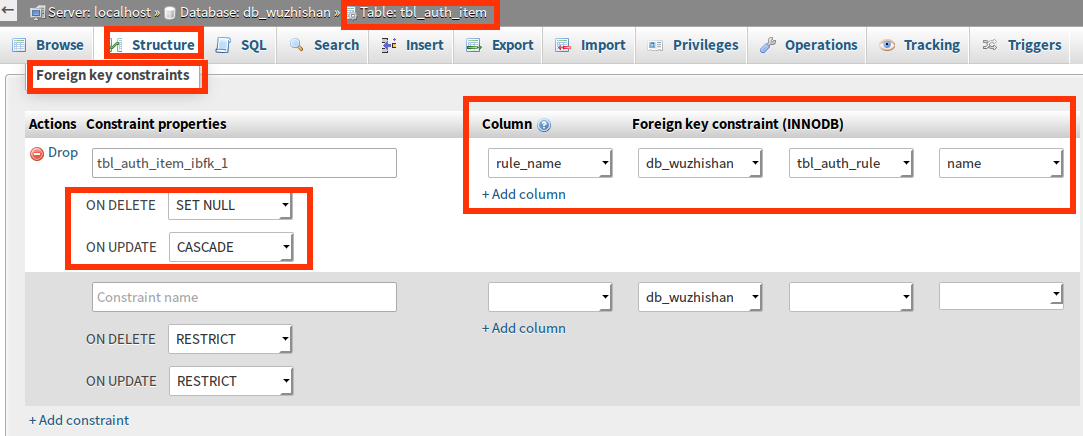 Server: localhost » Database: db_wuzhishan » Table: tbl_auth_item
Browse Structure SQL Search Insert Export Import Privileges Operations Tracking Triggers
Foreign key constraints
Actions Constraint properties Column Foreign key constraint (INNODB)
Drop tbl_auth_item_ibfk_1 rule_name db_wuzhishan tbl_auth_rule name
+ Add column
ON DELETE SET NULL
ON UPDATE CASCADE
Constraint name db_wuzhishan
+ Add column
ON DELETE RESTRICT
ON UPDATE RESTRICT
+ Add constraint